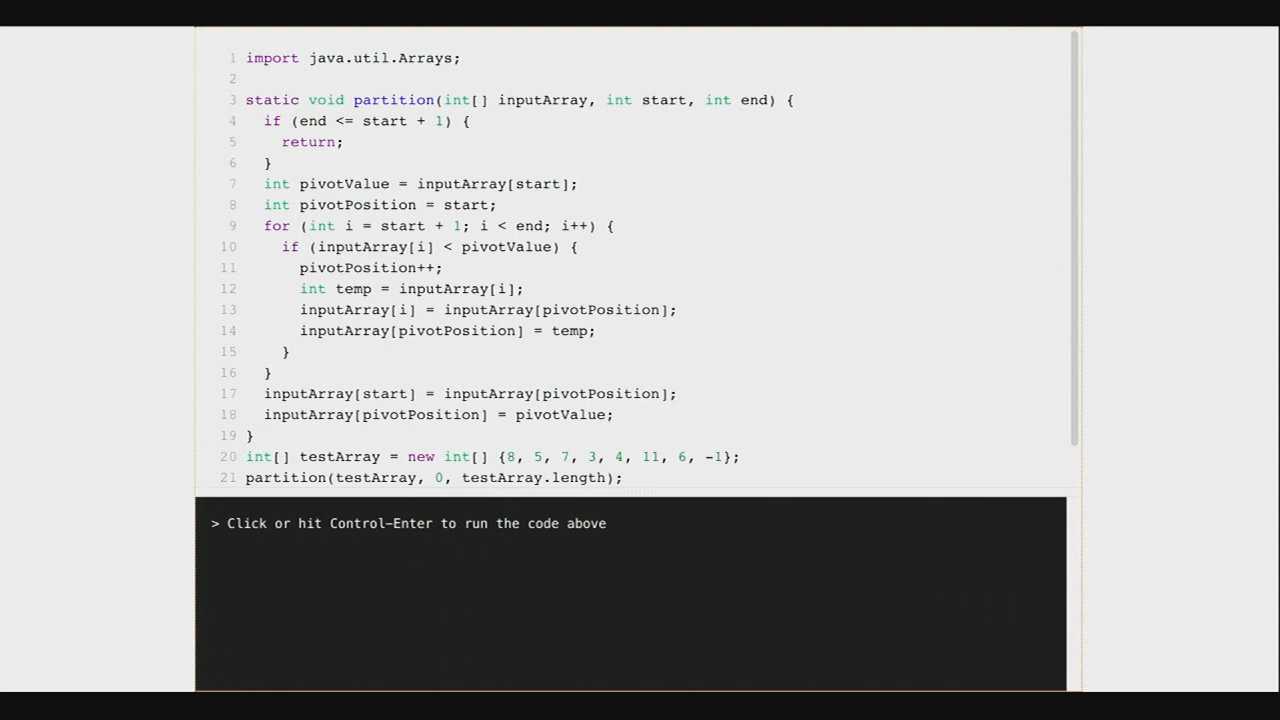 1 import java.util.Arrays;
2
3 static void partition(int[] inputArray, int start, int end) {
4 if (end <= start + 1) {
5 return;
6 }
7 int pivotValue = inputArray[start];
8 int pivotPosition = start;
9 for (int i = start + 1; i < end; i++) {
10 if (inputArray[i] < pivotValue) {
11 pivotPosition++;
12 int temp = inputArray[i];
13 inputArray[i] = inputArray[pivotPosition];
14 inputArray[pivotPosition] = temp;
15 }
16 }
17 inputArray[start] = inputArray[pivotPosition];
18 inputArray[pivotPosition] = pivotValue;
19 }
20 int[] testArray = new int[] {8, 5, 7, 3, 4, 11, 6, -1};
21 partition(testArray, 0, testArray.length);
> Click or hit Control-Enter to run the code above